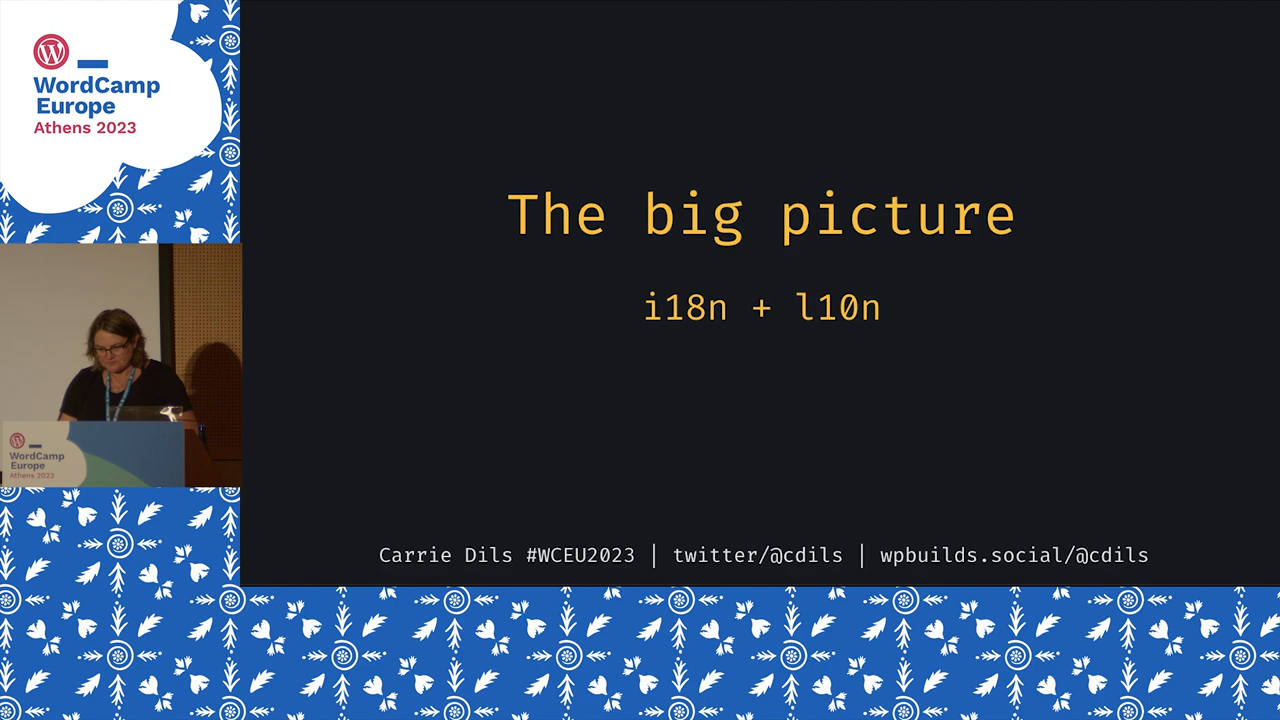 WordCamp
Europe
Athens 2023
The big picture
i18n + l10n
Carrie Dils #WCEU2023 | twitter/@cdils | wpbuilds.social/@cdils
WordCamp
Europe
Athens 2023